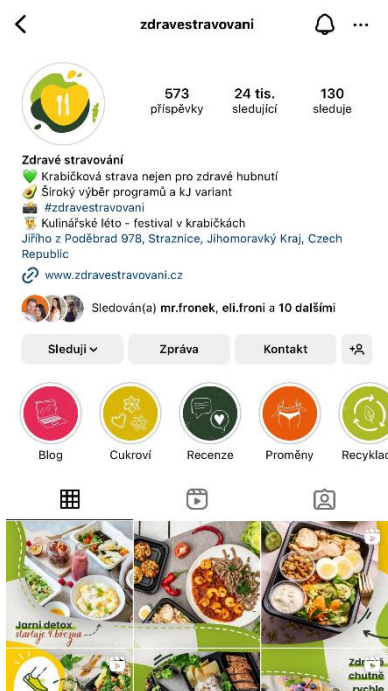 zdravestravovani
573
24 tis.
130
příspěvky
sledující
sleduje
Zdravé stravování
💚 Krabičková strava nejen pro zdravé hubnutí
🥑 Široký výběr programů a kJ variant
📸 #zdravestravovani
👨‍🍳 Kulinářské léto - festival v krabičkách
Jiřího z Poděbrad 978, Straznice, Jihomoravký Kraj, Czech
Republic
www.zdravestravovani.cz
Sledován(a) mr.fronek, eli.froni a 10 dalšími
Sleduji
Zpráva
Kontakt
Blog
Cukroví
Recenze
Proměny
Recyklac
Jarní detox
startuje 4.března
Zdravě
chutně
rychle